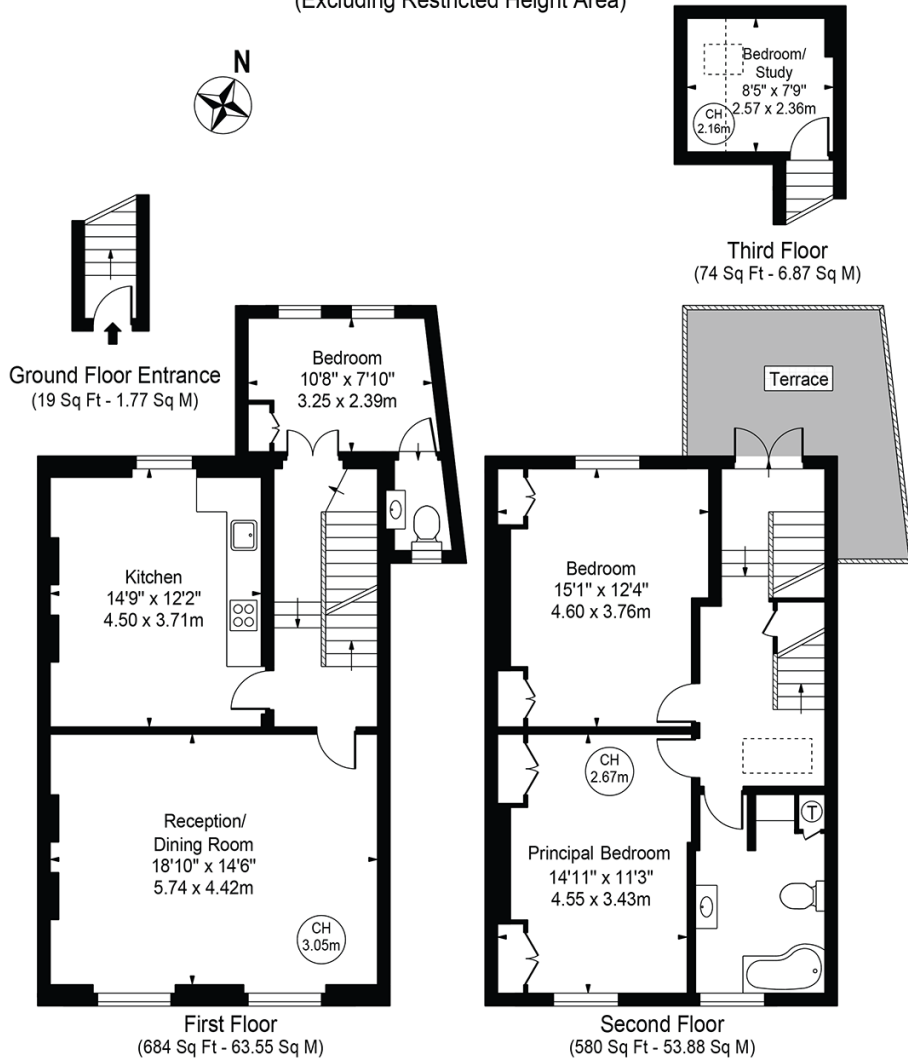 (Excluding Restricted Height Area)
N
Bedroom/
Study
8'5" x 7'9"
2.57 x 2.36m
CH
2.16m
Third Floor
(74 Sq Ft - 6.87 Sq M)
Ground Floor Entrance
(19 Sq Ft - 1.77 Sq M)
Bedroom
10'8" x 7'10"
3.25 x 2.39m
Terrace
Kitchen
14'9" x 12'2"
4.50 x 3.71m
Bedroom
15'1" x 12'4"
4.60 x 3.76m
Reception/
Dining Room
18'10" x 14'6"
5.74 x 4.42m
CH
3.05m
CH
2.67m
Principal Bedroom
14'11" x 11'3"
4.55 x 3.43m
T
First Floor
(684 Sq Ft - 63.55 Sq M)
Second Floor
(580 Sq Ft - 53.88 Sq M)